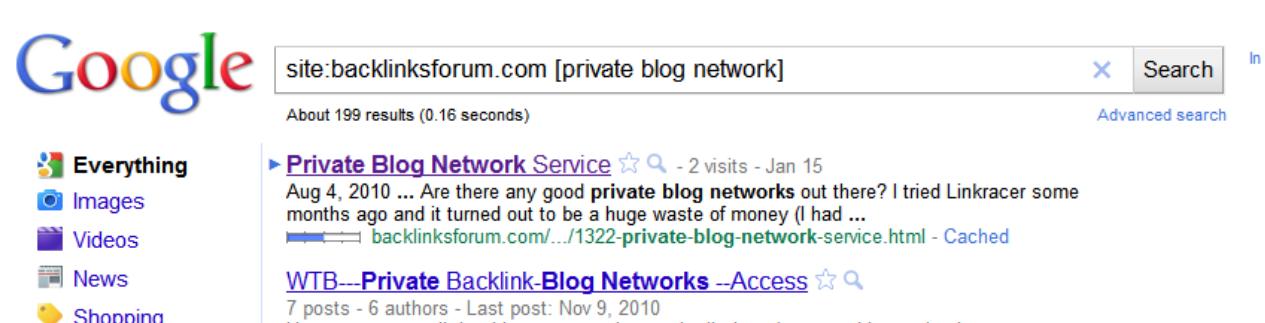 Google
site:backlinksforum.com [private blog network]
Search
In
About 199 results (0.16 seconds)
Advanced search
Everything
Images
Videos
News
Shopping
Private Blog Network Service - 2 visits - Jan 15
Aug 4, 2010 ... Are there any good private blog networks out there? I tried Linkracer some
months ago and it turned out to be a huge waste of money (I had ...
backlinksforum.com/.../1322-private-blog-network-service.html - Cached
WTB---Private Backlink-Blog Networks --Access
7 posts - 6 authors - Last post: Nov 9, 2010